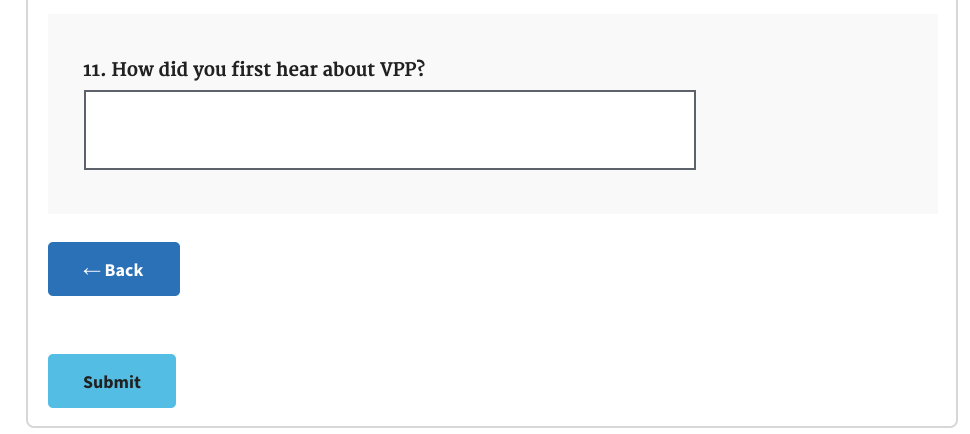 11. How did you first hear about VPP?
← Back
Submit